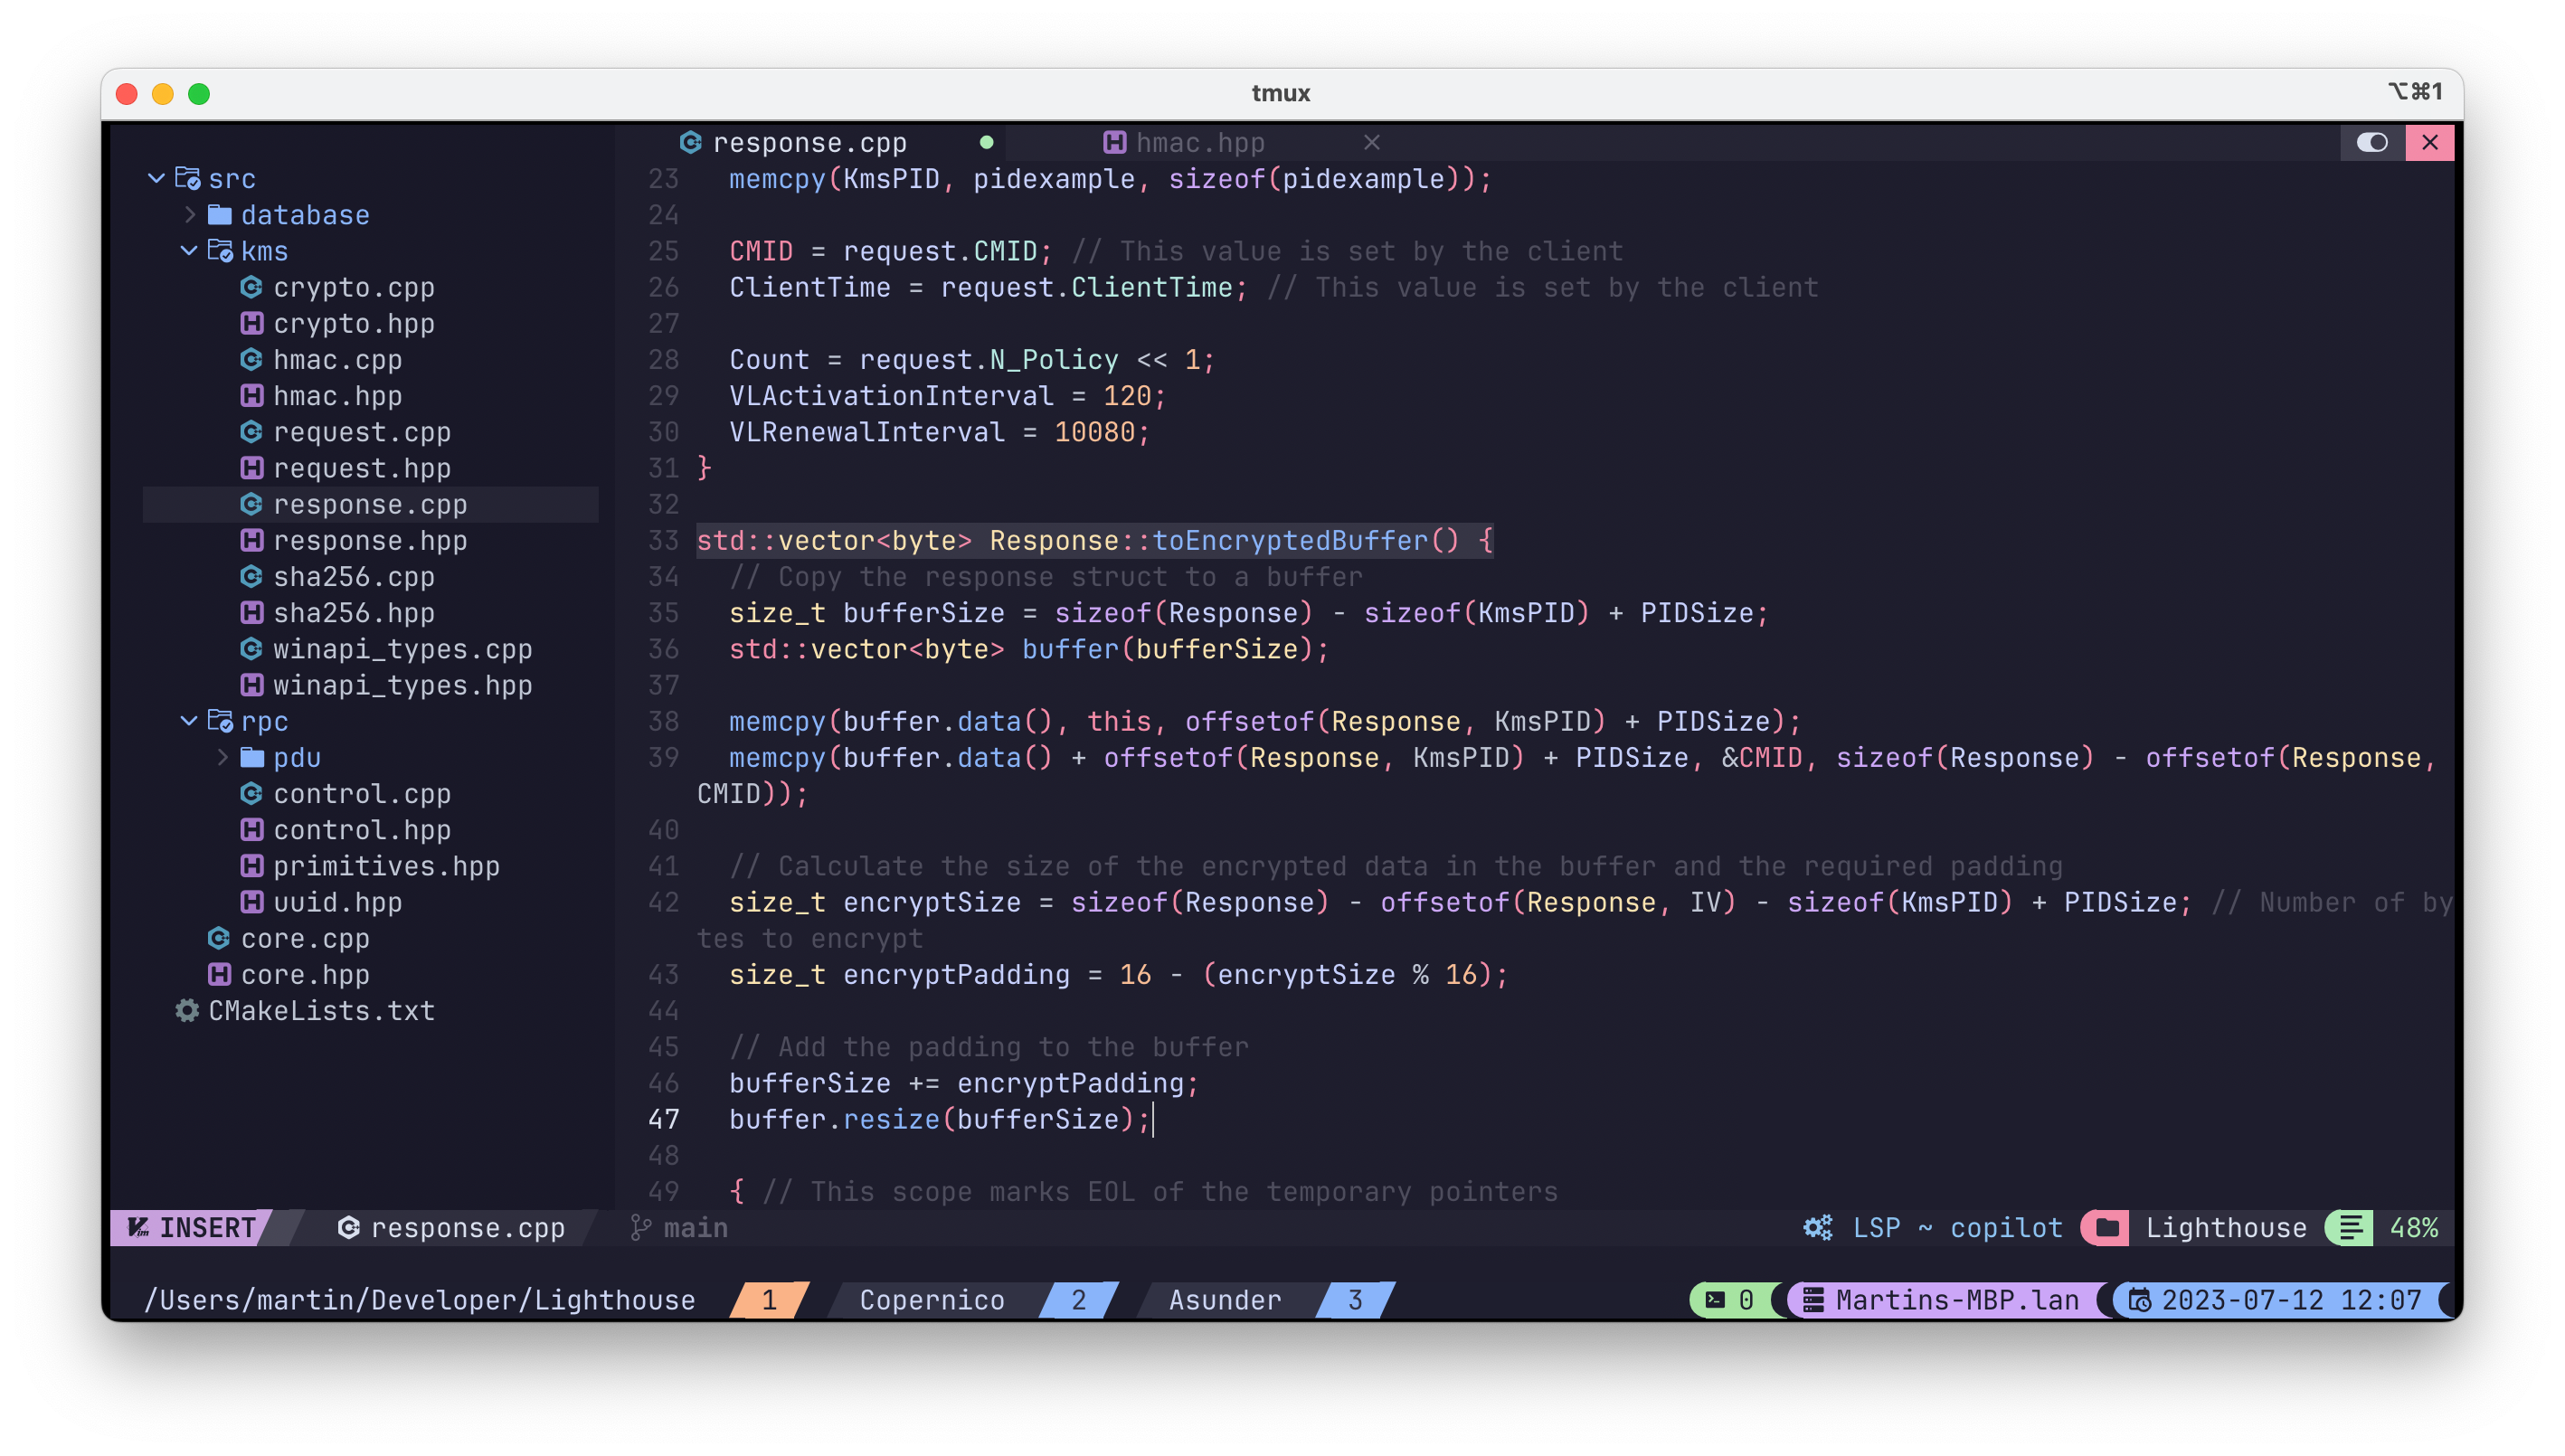 tmux
⌥⌘1
response.cpp
hmac.hpp
src
database
kms
crypto.cpp
crypto.hpp
hmac.cpp
hmac.hpp
request.cpp
request.hpp
response.cpp
response.hpp
sha256.cpp
sha256.hpp
winapi_types.cpp
winapi_types.hpp
rpc
pdu
control.cpp
control.hpp
primitives.hpp
uuid.hpp
core.cpp
core.hpp
CMakeLists.txt
23   memcpy(KmsPID, pidexample, sizeof(pidexample));
24
25   CMID = request.CMID; // This value is set by the client
26   ClientTime = request.ClientTime; // This value is set by the client
27
28   Count = request.N_Policy << 1;
29   VLActivationInterval = 120;
30   VLRenewalInterval = 10080;
31 }
32
33 std::vector<byte> Response::toEncryptedBuffer() {
34   // Copy the response struct to a buffer
35   size_t bufferSize = sizeof(Response) - sizeof(KmsPID) + PIDSize;
36   std::vector<byte> buffer(bufferSize);
37
38   memcpy(buffer.data(), this, offsetof(Response, KmsPID) + PIDSize);
39   memcpy(buffer.data() + offsetof(Response, KmsPID) + PIDSize, &CMID, sizeof(Response) - offsetof(Response,
CMID));
40
41   // Calculate the size of the encrypted data in the buffer and the required padding
42   size_t encryptSize = sizeof(Response) - offsetof(Response, IV) - sizeof(KmsPID) + PIDSize; // Number of by
tes to encrypt
43   size_t encryptPadding = 16 - (encryptSize % 16);
44
45   // Add the padding to the buffer
46   bufferSize += encryptPadding;
47   buffer.resize(bufferSize);
48
49   { // This scope marks EOL of the temporary pointers
INSERT response.cpp main LSP ~ copilot Lighthouse 48%
/Users/martin/Developer/Lighthouse 1 Copernico 2 Asunder 3 0 Martins-MBP.lan 2023-07-12 12:07